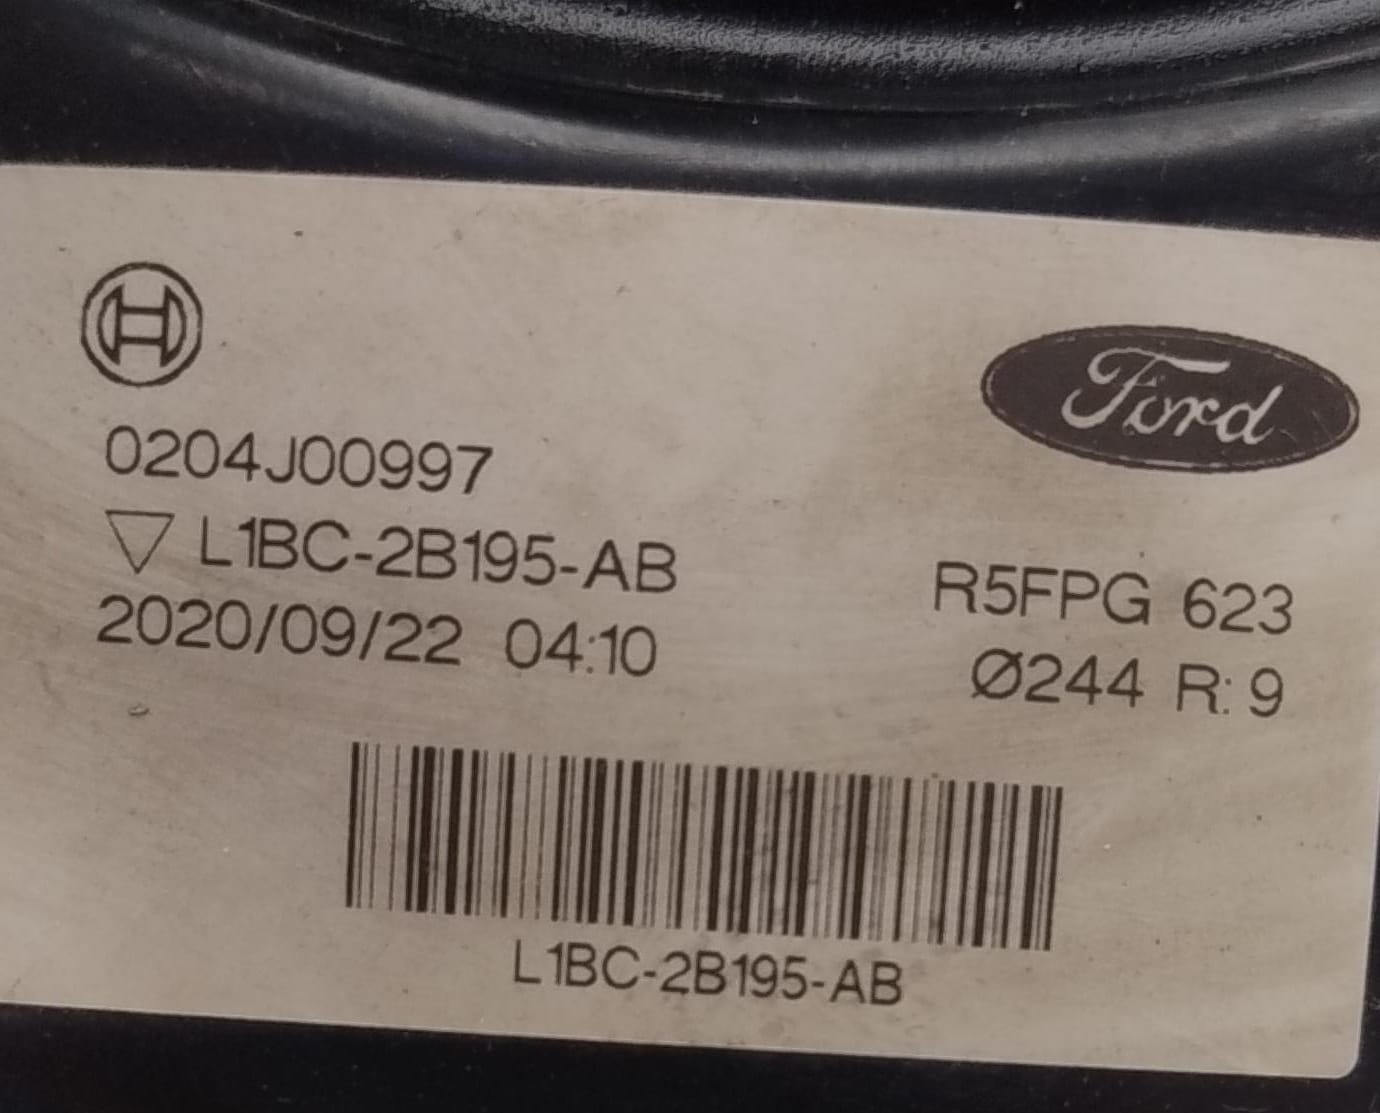 Ford
0204J00997
▽ L1BC-2B195-AB
R5FPG 623
2020/09/22 04:10
Ø244 R: 9
L1BC-2B195-AB